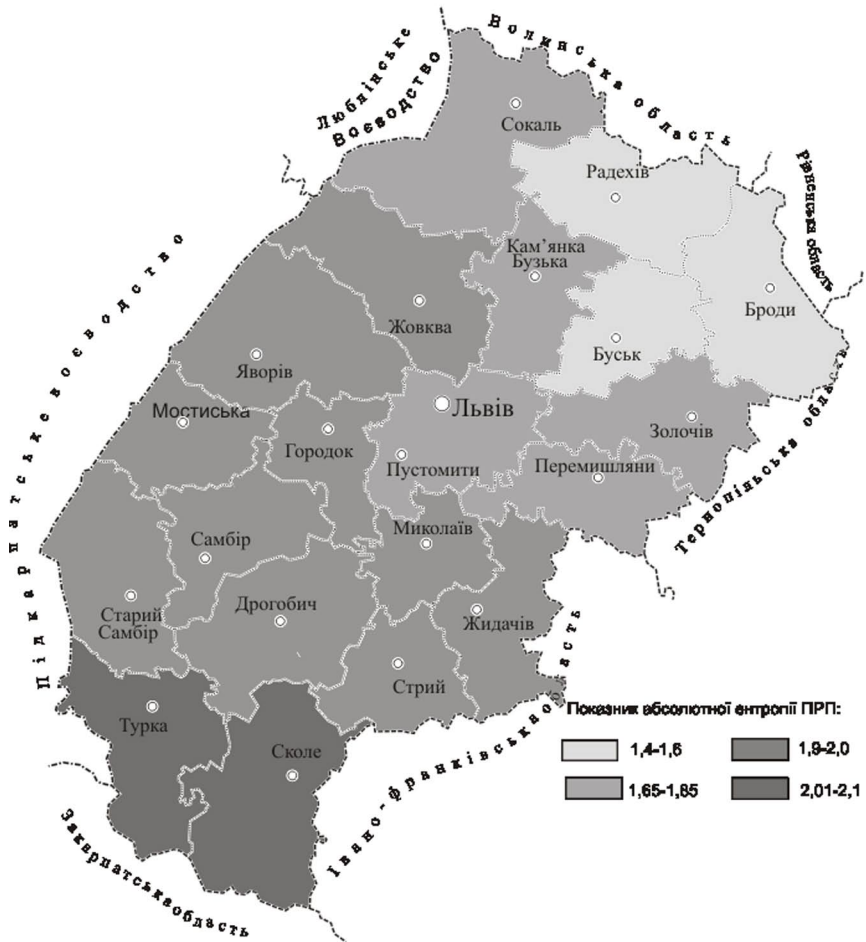 Люблінське
Воєводство
Волинська область
Рівненська область
Сокаль
Радехів
Кам’янка
Бузька
Броди
Жовква
Буськ
Яворів
Мостиська
Львів
Золочів
Городок
Пустомити
Перемишляни
Підкарпатське воєводство
Тернопільська область
Миколаїв
Самбір
Дрогобич
Старий
Самбір
Жидачів
Стрий
Турка
Сколе
Івано-франківська область
Закарпатська область
Показник абсолютної ентропії ПРП:
1,4-1,6
1,9-2,0
1,65-1,85
2,01-2,1